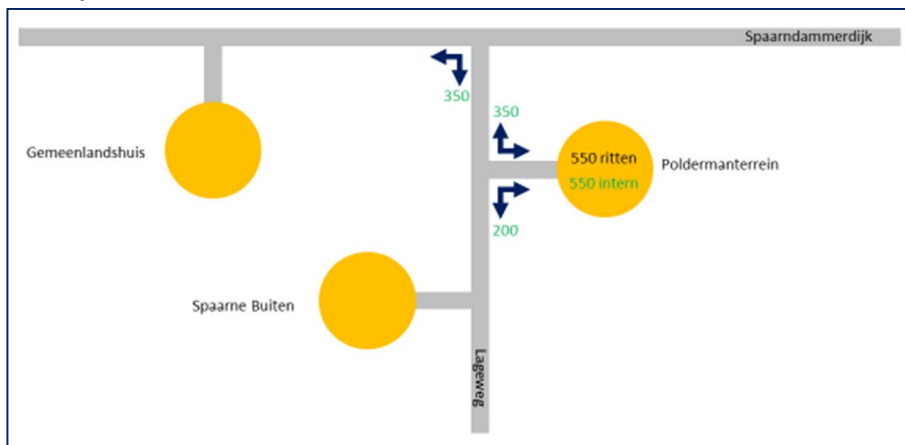 Spaarndammerdijk
350
350
Gemeenlandshuis
550 ritten
550 intern
Poldermanterrein
200
Spaarne Buiten
Lageweg